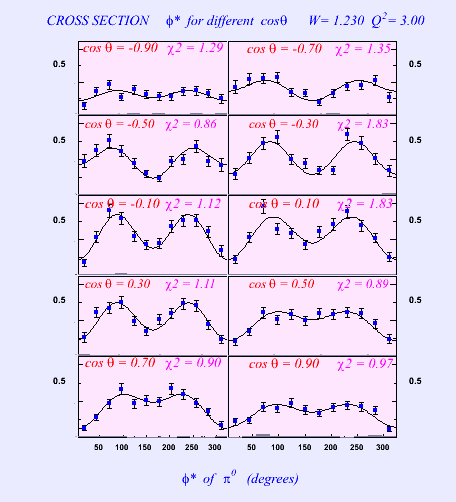 CROSS SECTION ϕ* for different cosθ W= 1.230 Q²= 3.00
cos θ = -0.90 χ2 = 1.29 cos θ = -0.70 χ2 = 1.35
0.5 0.5
cos θ = -0.50 χ2 = 0.86 cos θ = -0.30 χ2 = 1.83
0.5 0.5
cos θ = -0.10 χ2 = 1.12 cos θ = 0.10 χ2 = 1.83
0.5 0.5
cos θ = 0.30 χ2 = 1.11 cos θ = 0.50 χ2 = 0.89
0.5 0.5
cos θ = 0.70 χ2 = 0.90 cos θ = 0.90 χ2 = 0.97
0.5 0.5
50 100 150 200 250 300 50 100 150 200 250 300
ϕ* of π⁰ (degrees)